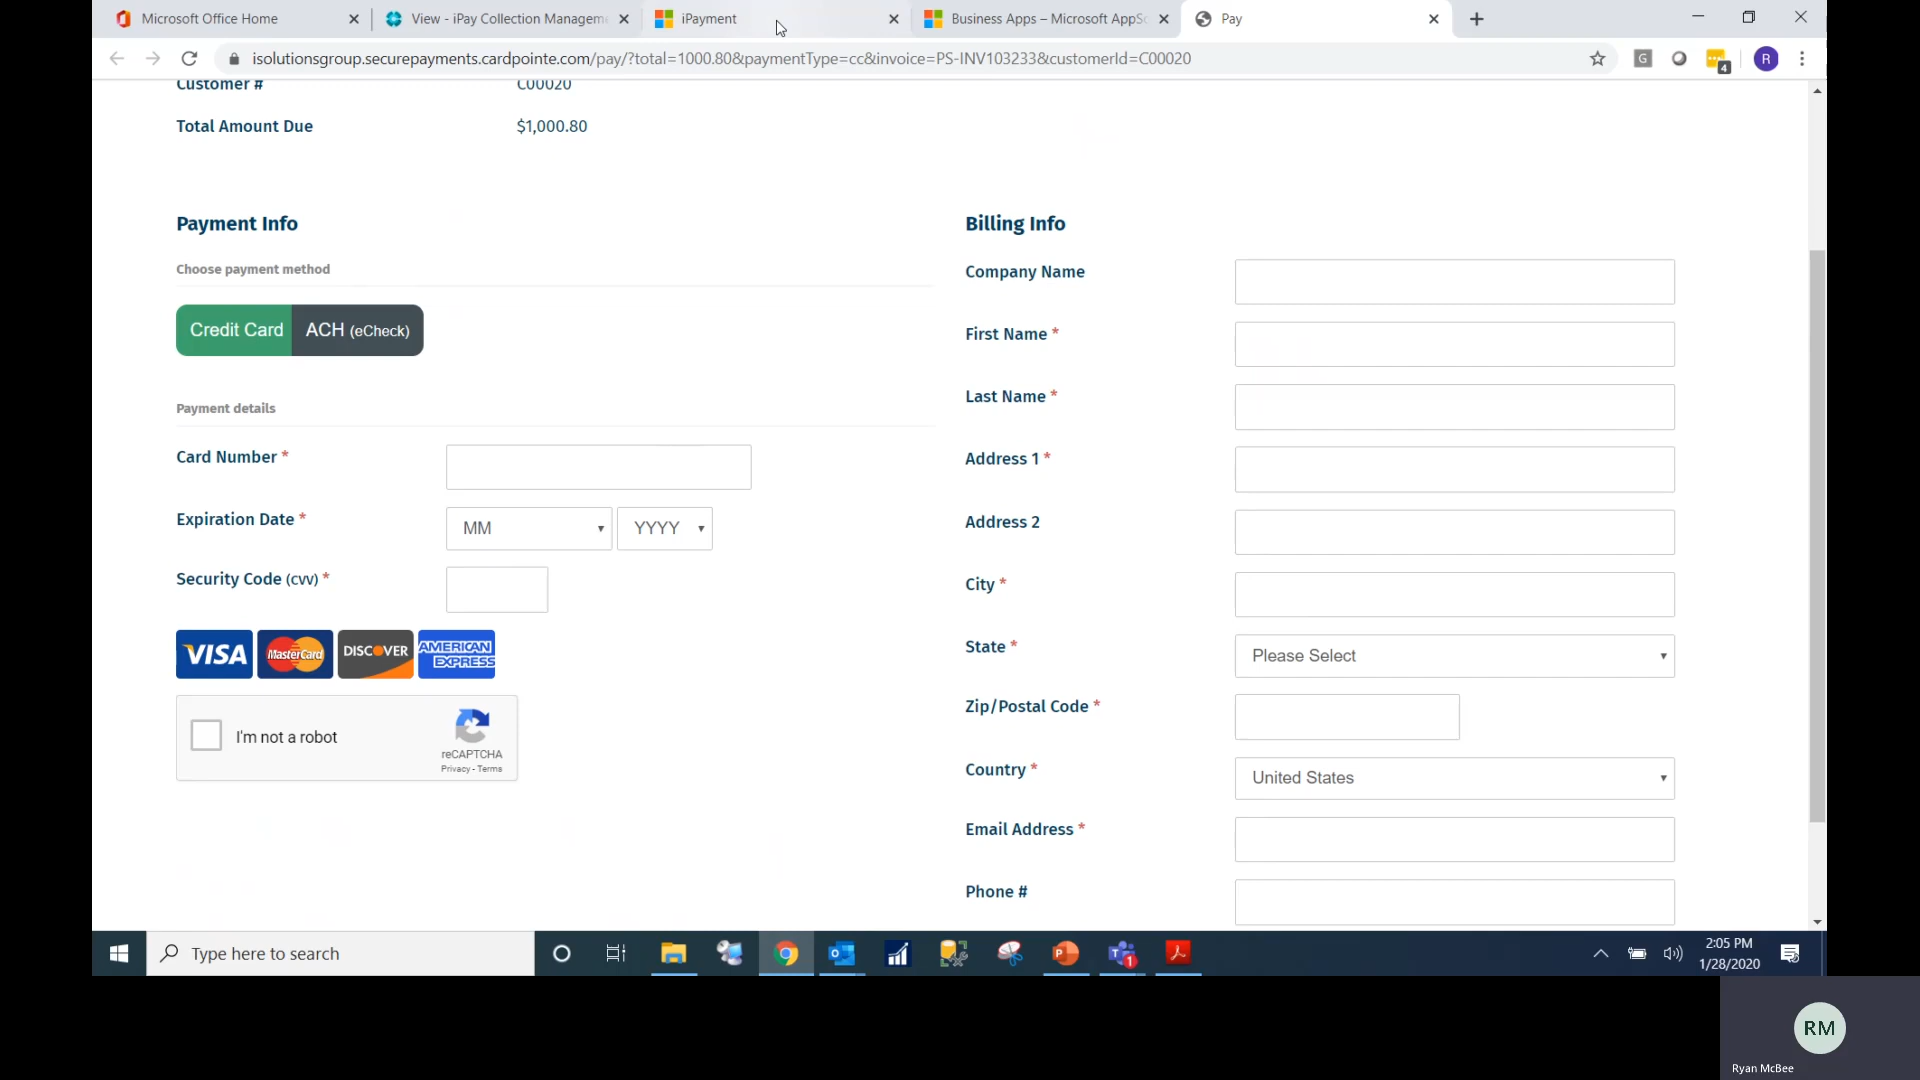 Microsoft Office Home
View - iPay Collection Managem
iPayment
Business Apps – Microsoft AppSo
Pay
isolutionsgroup.securepayments.cardpointe.com/pay/?total=1000.80&paymentType=cc&invoice=PS-INV103233&customerId=C00020
G
4
R
Customer # C00020
Total Amount Due $1,000.80
Payment Info
Choose payment method
Credit Card
ACH (eCheck)
Payment details
Card Number *
Expiration Date *
MM
YYYY
Security Code (CVV) *
VISA
MasterCard
DISCOVER
AMERICAN EXPRESS
I'm not a robot
reCAPTCHA
Privacy - Terms
Billing Info
Company Name
First Name *
Last Name *
Address 1 *
Address 2
City *
State *
Please Select
Zip/Postal Code *
Country *
United States
Email Address *
Phone #
Type here to search
1
2:05 PM
1/28/2020
RM
Ryan McBee